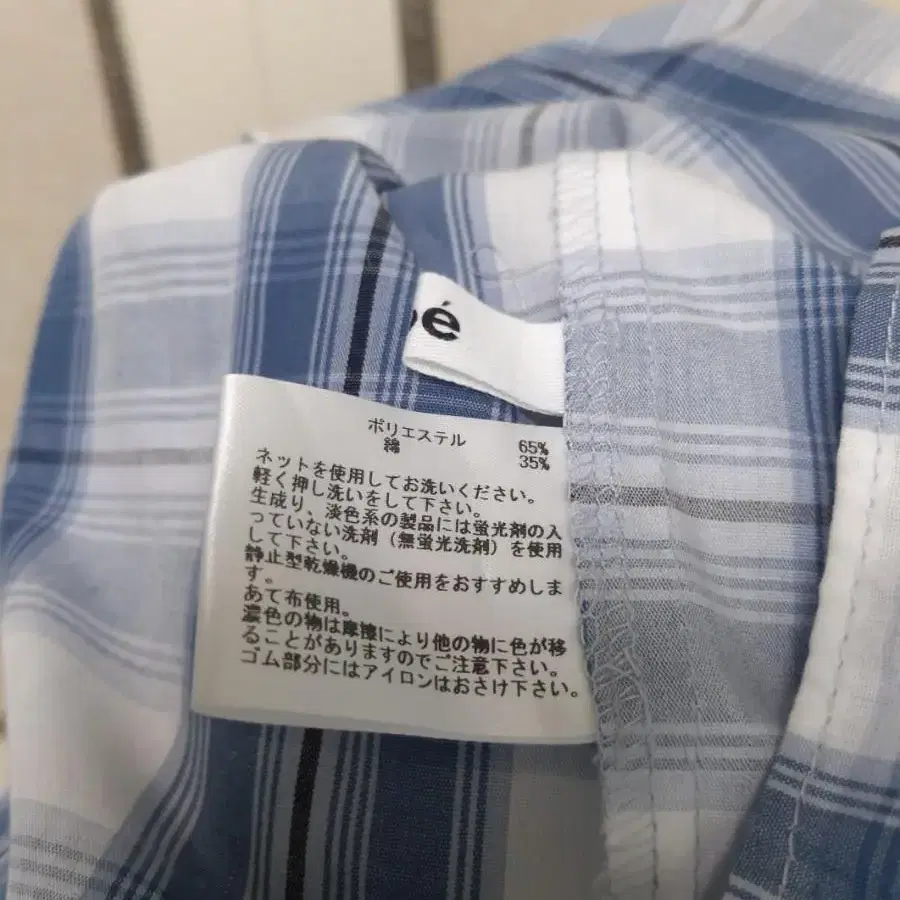 é
ポリエステル 65%
綿 35%
ネットを使用してお洗いください。
軽く押し洗いをして下さい。
生成り、淡色系の製品には蛍光剤の入
っていない洗剤（無蛍光洗剤）を使用
して下さい。
静止型乾燥機のご使用をおすすめしま
す。
あて布使用。
濃色の物は摩擦により他の物に色が移
ることがありますのでご注意下さい。
ゴム部分にはアイロンはおさけ下さい。